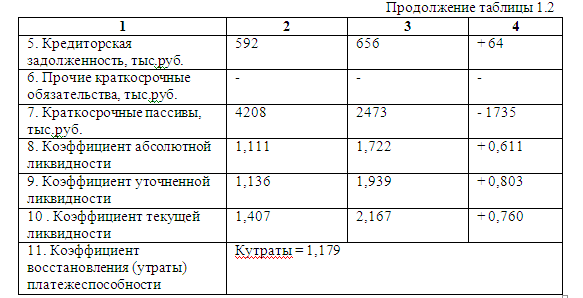 Продолжение таблицы 1.2
1 2 3 4
5. Кредиторская 592 656 + 64
задолженность, тыс.руб.
6. Прочие краткосрочные - - -
обязательства, тыс.руб.
7. Краткосрочные пассивы, 4208 2473 - 1735
тыс.руб.
8. Коэффициент абсолютной 1,111 1,722 + 0,611
ликвидности
9. Коэффициент уточненной 1,136 1,939 + 0,803
ликвидности
10 . Коэффициент текущей 1,407 2,167 + 0,760
ликвидности
11. Коэффициент Кутраты = 1,179
восстановления (утраты)
платежеспособности